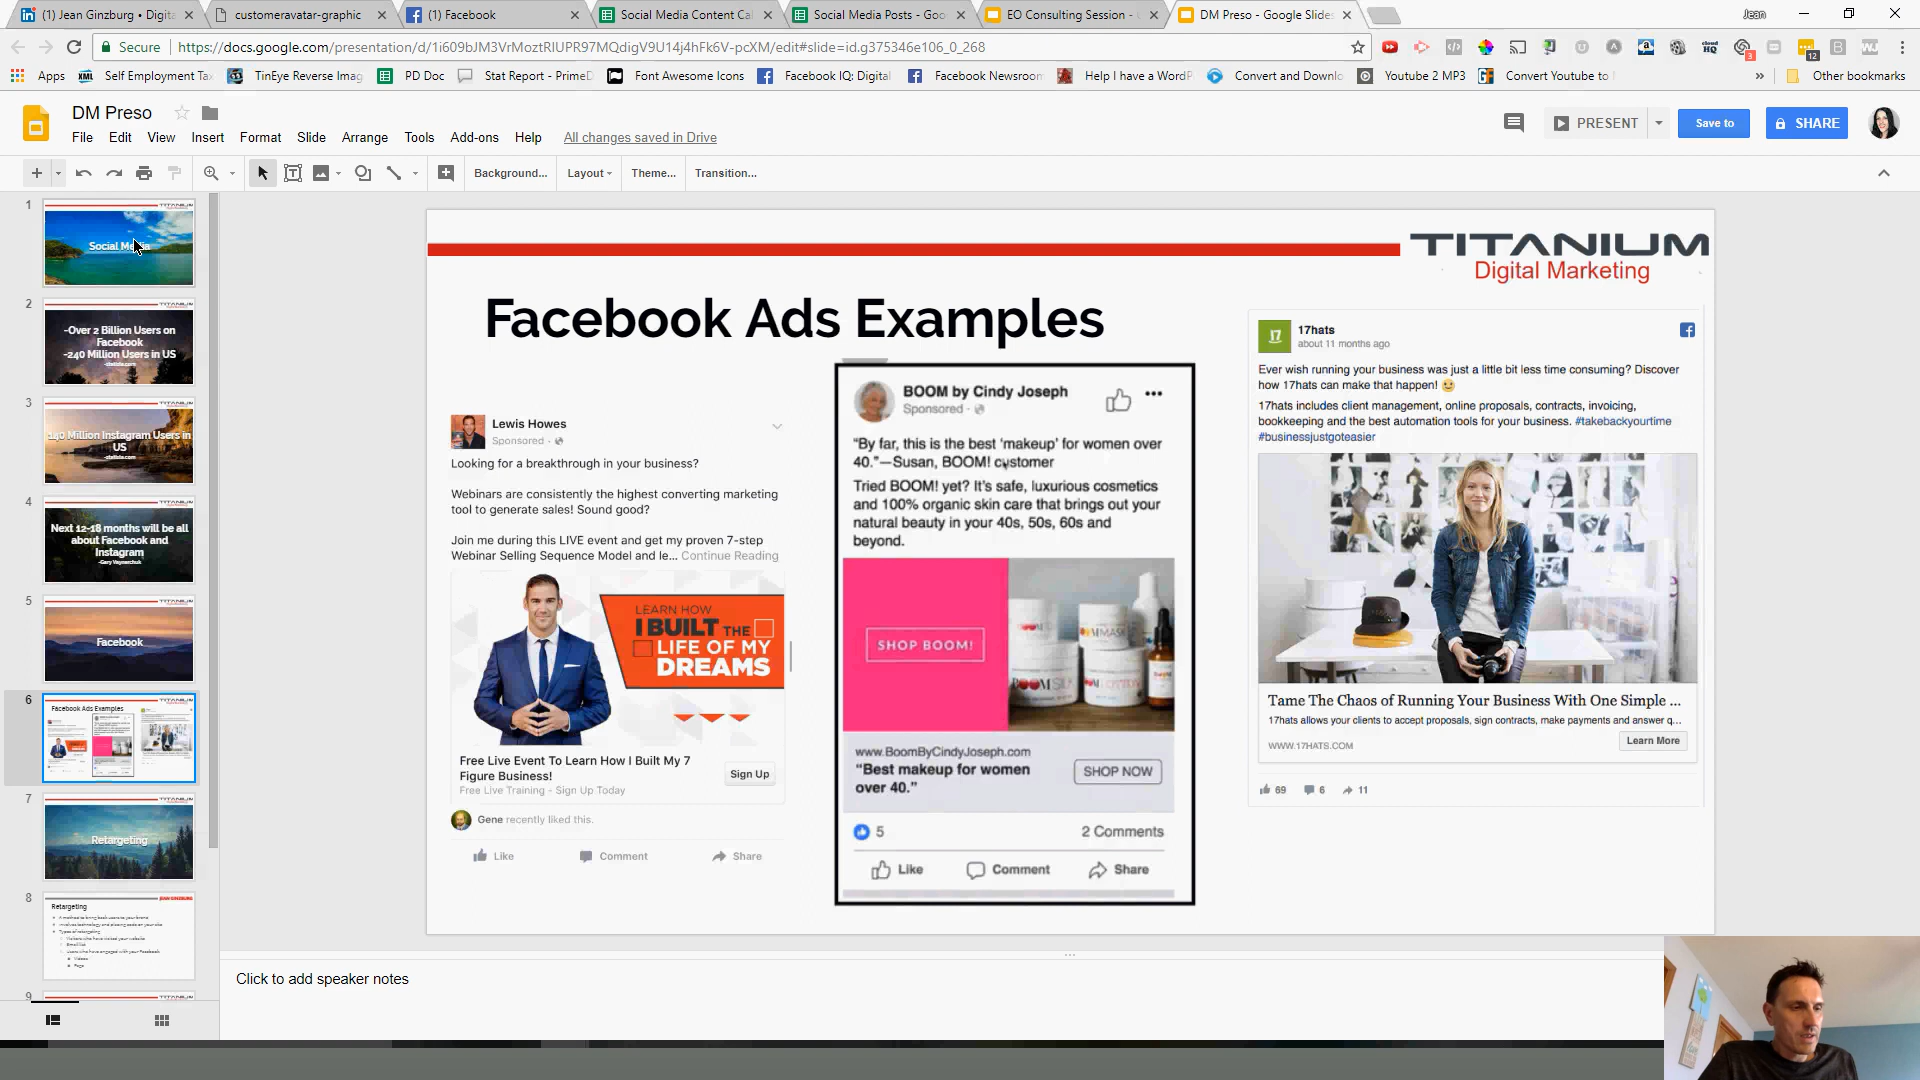 (1) Jean Ginzburg • Digita
customeravatar-graphic
(1) Facebook
Social Media Content Cal
Social Media Posts - Goo
EO Consulting Session -
DM Preso - Google Slides
Jean
Secure
https://docs.google.com/presentation/d/1i609bJM3VrMoztRIUPR97MQdigV9U14j4hFk6V-pcXM/edit#slide=id.g375346e106_0_268
Apps
Self Employment Ta
TinEye Reverse Imag
PD Doc
Stat Report - PrimeD
Font Awesome Icons
Facebook IQ: Digital
Facebook Newsroom
Help I have a WordP
Convert and Downlo
Youtube 2 MP3
Convert Youtube to
Other bookmarks
DM Preso
File Edit View Insert Format Slide Arrange Tools Add-ons Help
All changes saved in Drive
PRESENT
Save to
SHARE
Background...
Layout
Theme...
Transition...
1
Social Media
2
-Over 2 Billion Users on
Facebook
-240 Million Users in US
3
140 Million Instagram Users in
US
4
Next 12-18 months will be all
about Facebook and
Instagram
-Gary Vaynerchuk
5
Facebook
6
Facebook Ads Examples
7
Retargeting
8
Retargeting
9
TITANIUM
Digital Marketing
Facebook Ads Examples
Lewis Howes
Sponsored ·
Looking for a breakthrough in your business?
Webinars are consistently the highest converting marketing
tool to generate sales! Sound good?
Join me during this LIVE event and get my proven 7-step
Webinar Selling Sequence Model and le... Continue Reading
LEARN HOW
I BUILT THE
LIFE OF MY
DREAMS
Free Live Event To Learn How I Built My 7
Figure Business!
Free Live Training - Sign Up Today
Sign Up
Gene recently liked this.
Like
Comment
Share
BOOM by Cindy Joseph
Sponsored ·
"By far, this is the best 'makeup' for women over
40."—Susan, BOOM! customer
Tried BOOM! yet? It's safe, luxurious cosmetics
and 100% organic skin care that brings out your
natural beauty in your 40s, 50s, 60s and
beyond.
SHOP BOOM!
www.BoomByCindyJoseph.com
"Best makeup for women
over 40."
SHOP NOW
5
2 Comments
Like
Comment
Share
17
17hats
about 11 months ago
Ever wish running your business was just a little bit less time consuming? Discover
how 17hats can make that happen!
17hats includes client management, online proposals, contracts, invoicing,
bookkeeping and the best automation tools for your business. #takebackyourtime
#businessjustgoteasier
Tame The Chaos of Running Your Business With One Simple ...
17hats allows your clients to accept proposals, sign contracts, make payments and answer q...
WWW.17HATS.COM
Learn More
69
6
11
Click to add speaker notes